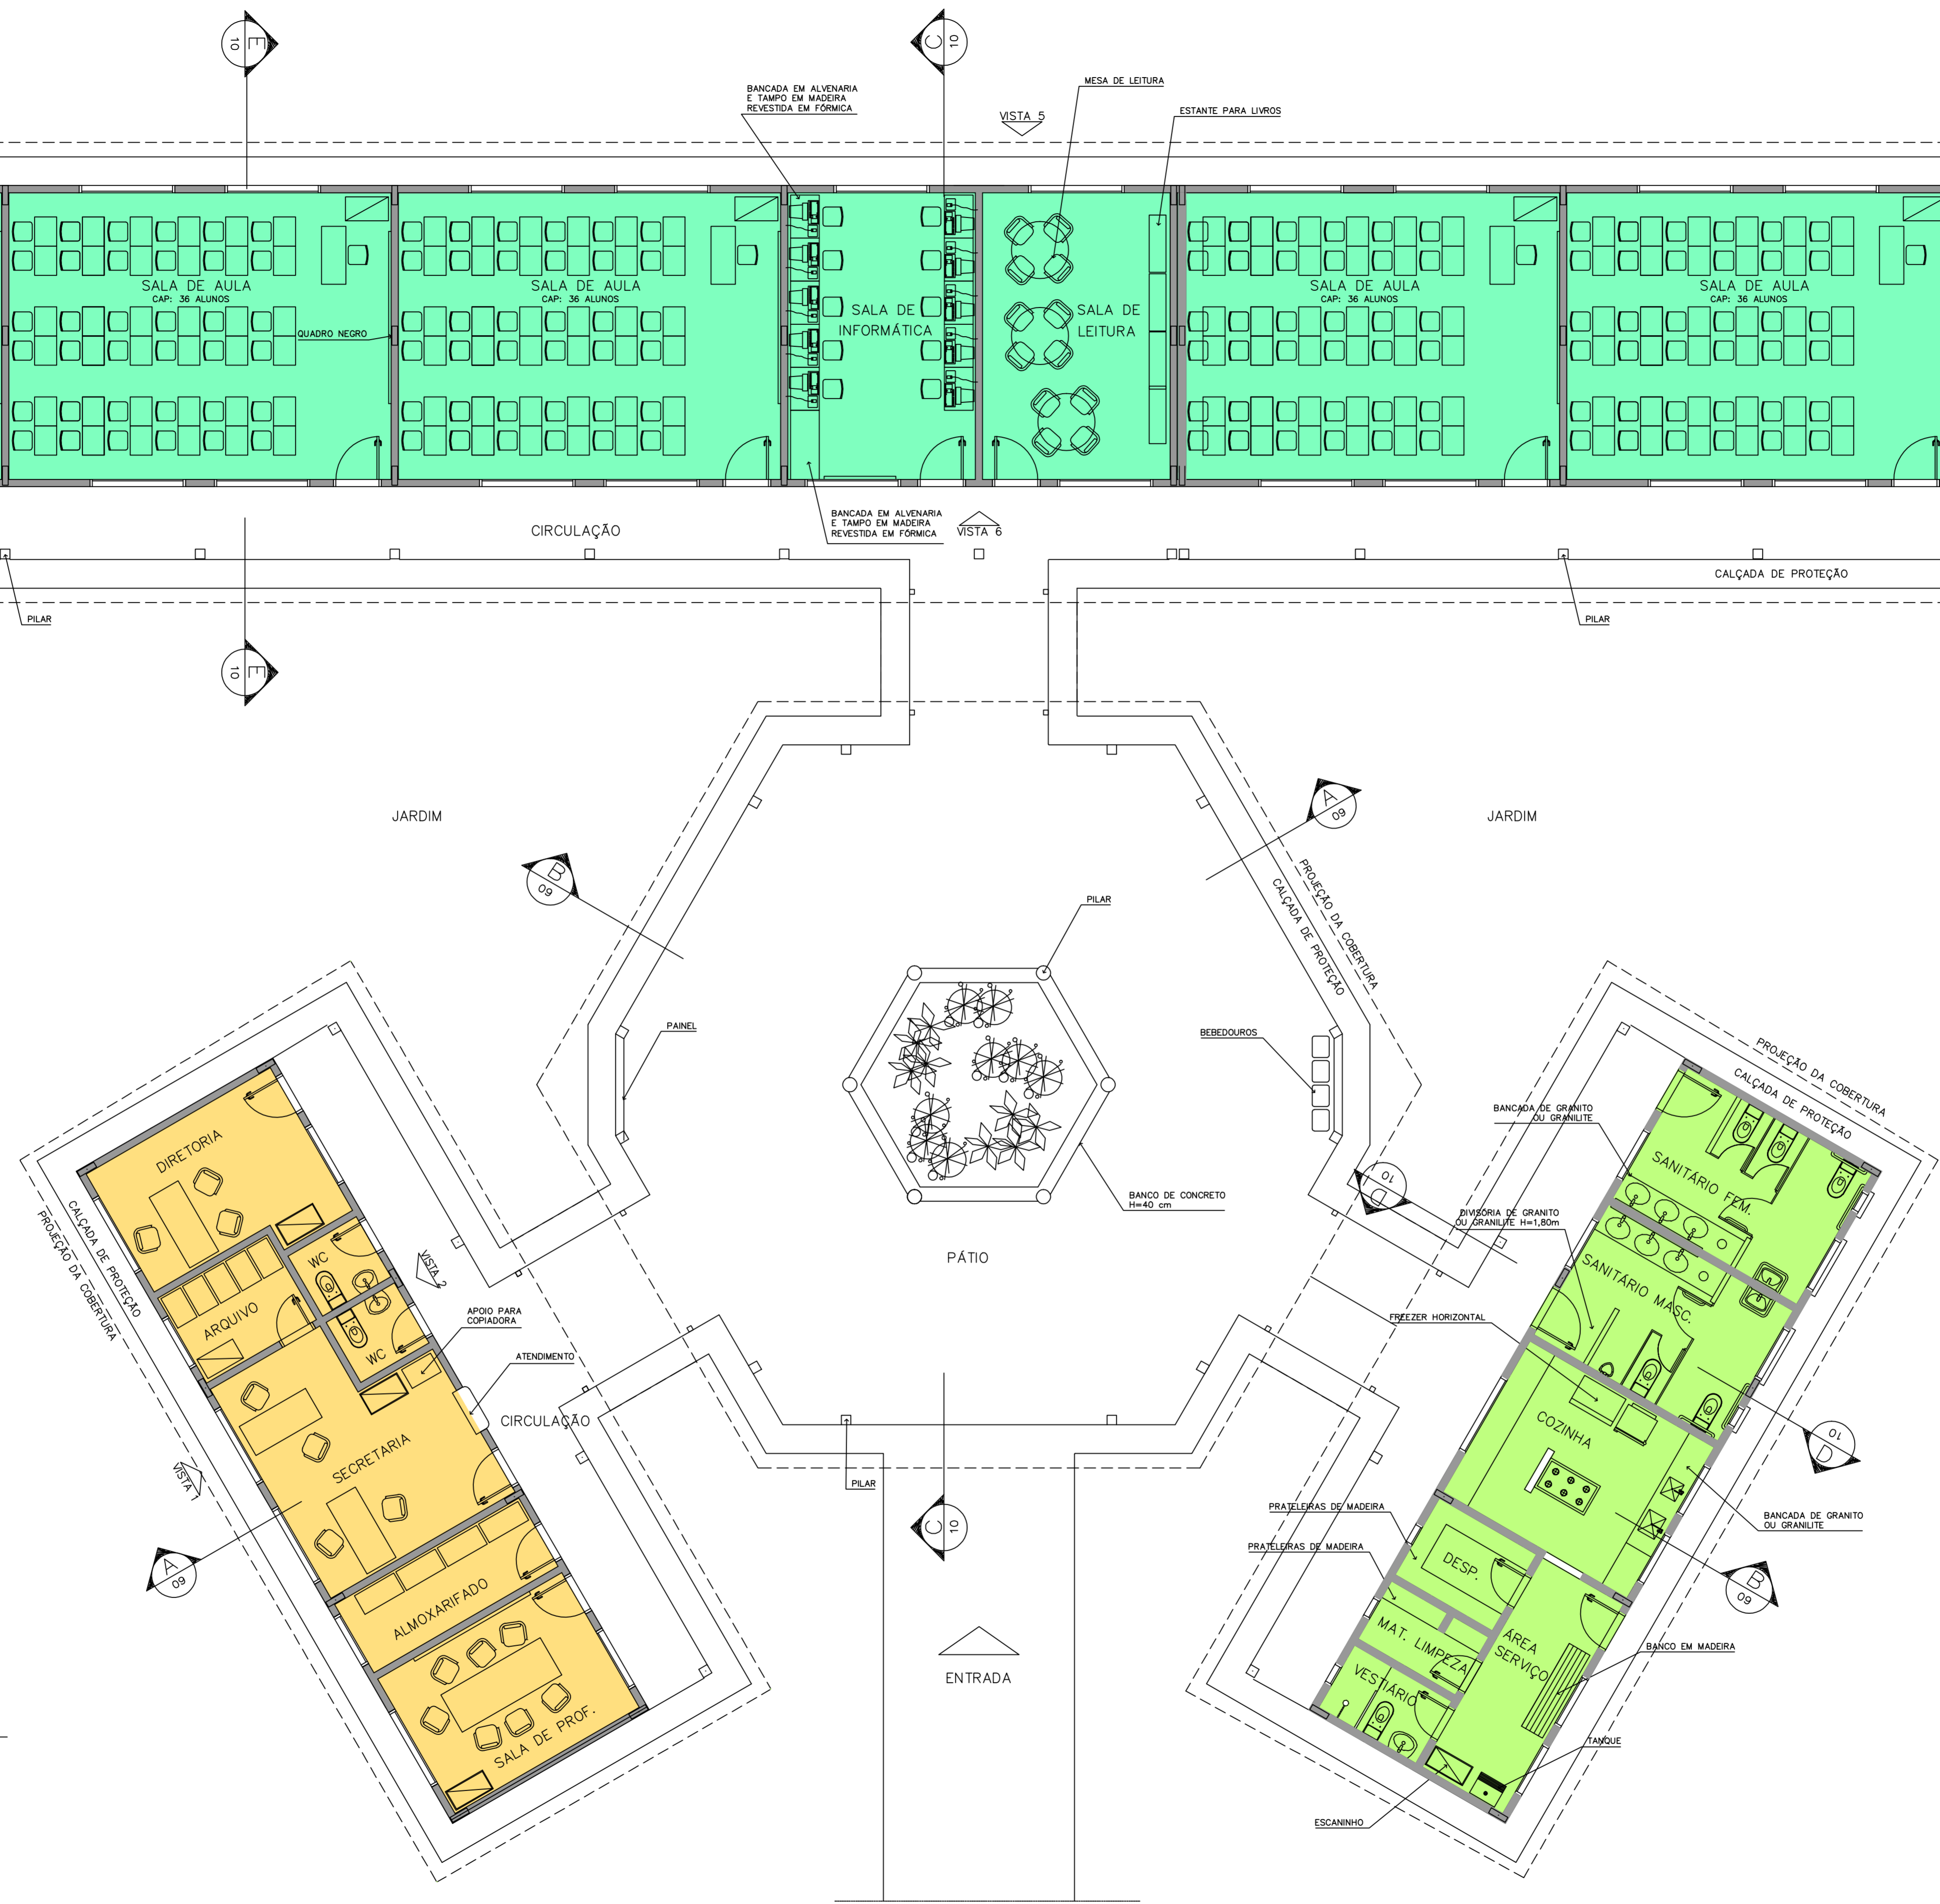 E
10
C
10
BANCADA EM ALVENARIA
E TAMPO EM MADEIRA
REVESTIDA EM FÓRMICA
MESA DE LEITURA
VISTA 5
ESTANTE PARA LIVROS
SALA DE AULA
CAP: 36 ALUNOS
SALA DE AULA
CAP: 36 ALUNOS
SALA DE
INFORMÁTICA
SALA DE
LEITURA
SALA DE AULA
CAP: 36 ALUNOS
SALA DE AULA
CAP: 36 ALUNOS
QUADRO NEGRO
CIRCULAÇÃO
BANCADA EM ALVENARIA
E TAMPO EM MADEIRA
REVESTIDA EM FÓRMICA
VISTA 6
CALÇADA DE PROTEÇÃO
PILAR
PILAR
E
10
JARDIM
JARDIM
A
09
B
09
PILAR
PROJEÇÃO DA COBERTURA
CALÇADA DE PROTEÇÃO
PAINEL
BEBEDOUROS
PROJEÇÃO DA COBERTURA
CALÇADA DE PROTEÇÃO
BANCADA DE GRANITO
OU GRANILITE
DIRETORIA
SANITÁRIO FEM.
D
10
BANCO DE CONCRETO
H=40 cm
DIVISÓRIA DE GRANITO
OU GRANILITE H=1,80m
CALÇADA DE PROTEÇÃO
PROJEÇÃO DA COBERTURA
WC
VISTA 2
PÁTIO
SANITÁRIO MASC.
ARQUIVO
APOIO PARA
COPIADORA
FREEZER HORIZONTAL
WC
ATENDIMENTO
CIRCULAÇÃO
COZINHA
SECRETARIA
D
10
VISTA 1
PILAR
PRATELEIRAS DE MADEIRA
BANCADA DE GRANITO
OU GRANILITE
C
10
PRATELEIRAS DE MADEIRA
DESP.
A
09
B
09
ALMOXARIFADO
MAT. LIMPEZA
ÁREA
SERVIÇO
BANCO EM MADEIRA
ENTRADA
VESTIARIO
SALA DE PROF.
TANQUE
ESCANINHO